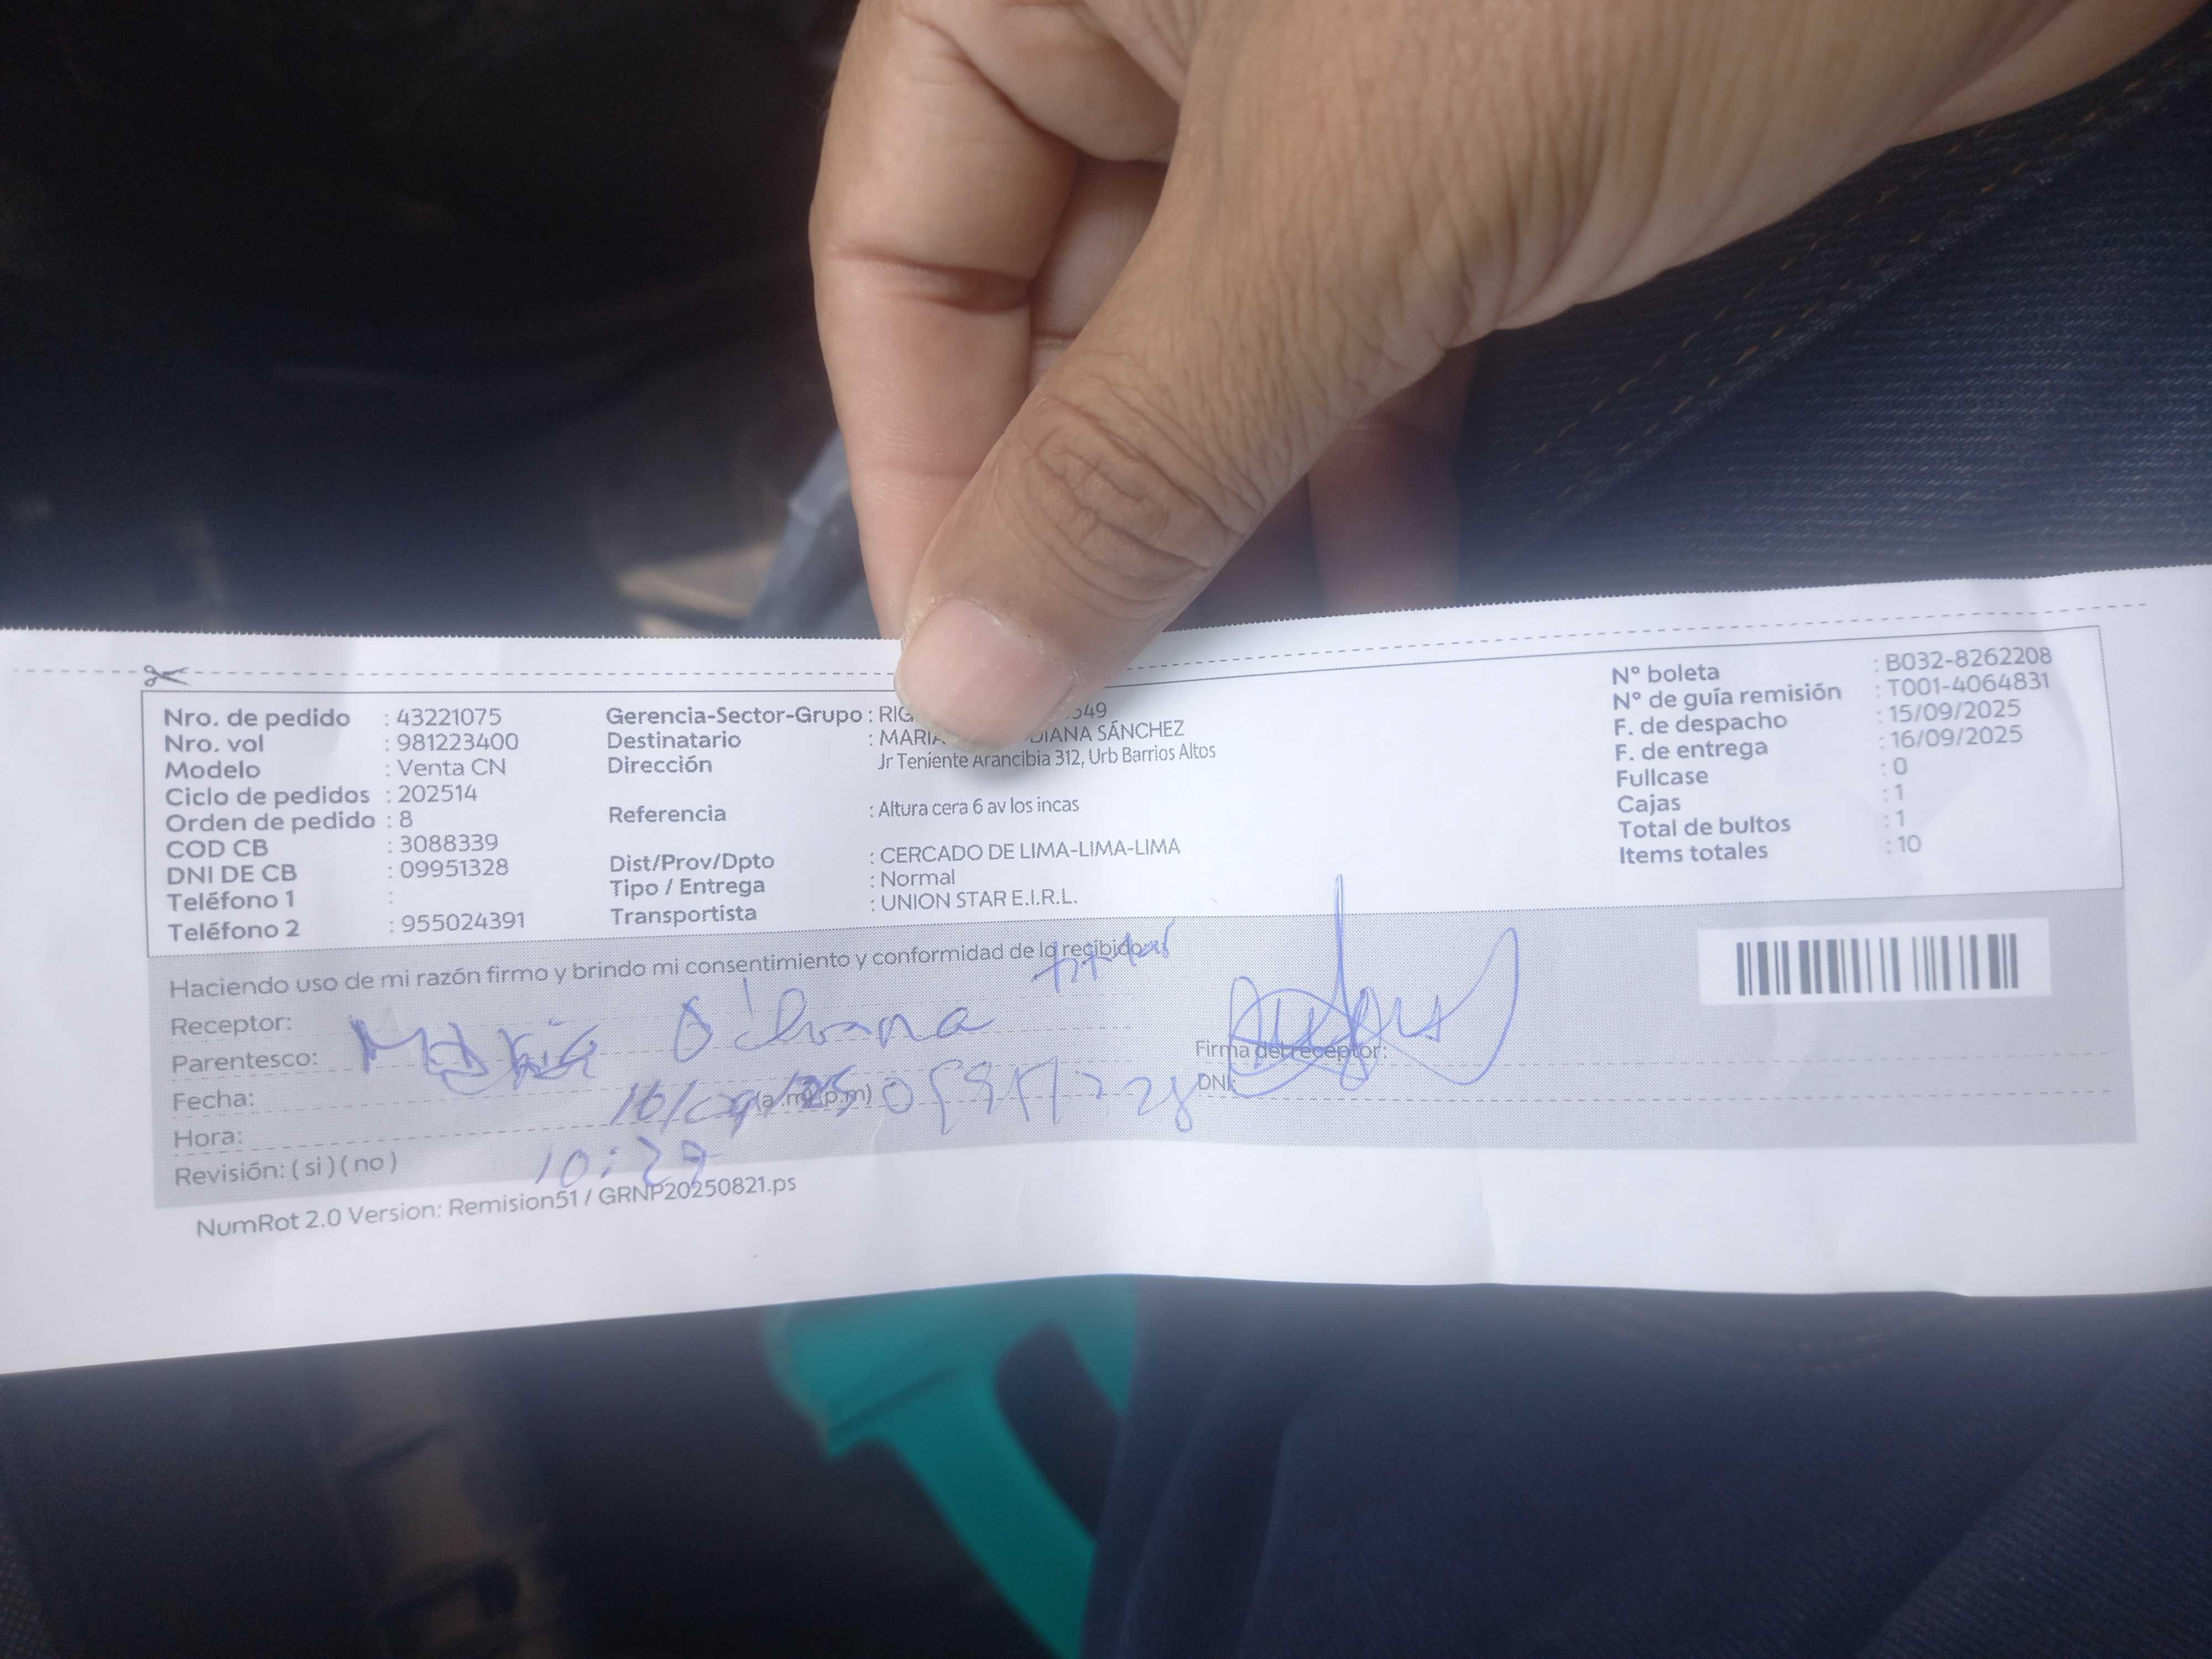 Nro. de pedido : 43221075
Nro. vol : 981223400
Modelo : Venta CN
Ciclo de pedidos : 202514
Orden de pedido : 8
COD CB : 3088339
DNI DE CB : 09951328
Teléfono 1 :
Teléfono 2 : 955024391
Gerencia-Sector-Grupo :
Destinatario : MARIA SÁNCHEZ
Dirección : Jr Teniente Arancibia 312, Urb Barrios Altos
Referencia : Altura cera 6 av los incas
Dist/Prov/Dpto : CERCADO DE LIMA-LIMA-LIMA
Tipo / Entrega : Normal
Transportista : UNION STAR E.I.R.L.
N° boleta : B032-8262208
N° de guía remisión : T001-4064831
F. de despacho : 15/09/2025
F. de entrega : 16/09/2025
Fullcase : 0
Cajas : 1
Total de bultos : 1
Items totales : 10
Haciendo uso de mi razón firmo y brindo mi consentimiento y conformidad de lo recibido:
titular
Receptor:
Parentesco:
Firma del receptor:
Fecha: 16/09/25 (a.m./p.m)
DNI:
Hora: 10:27
Revisión: ( si ) ( no )
NumRot 2.0 Version: Remision51 / GRNP20250821.ps